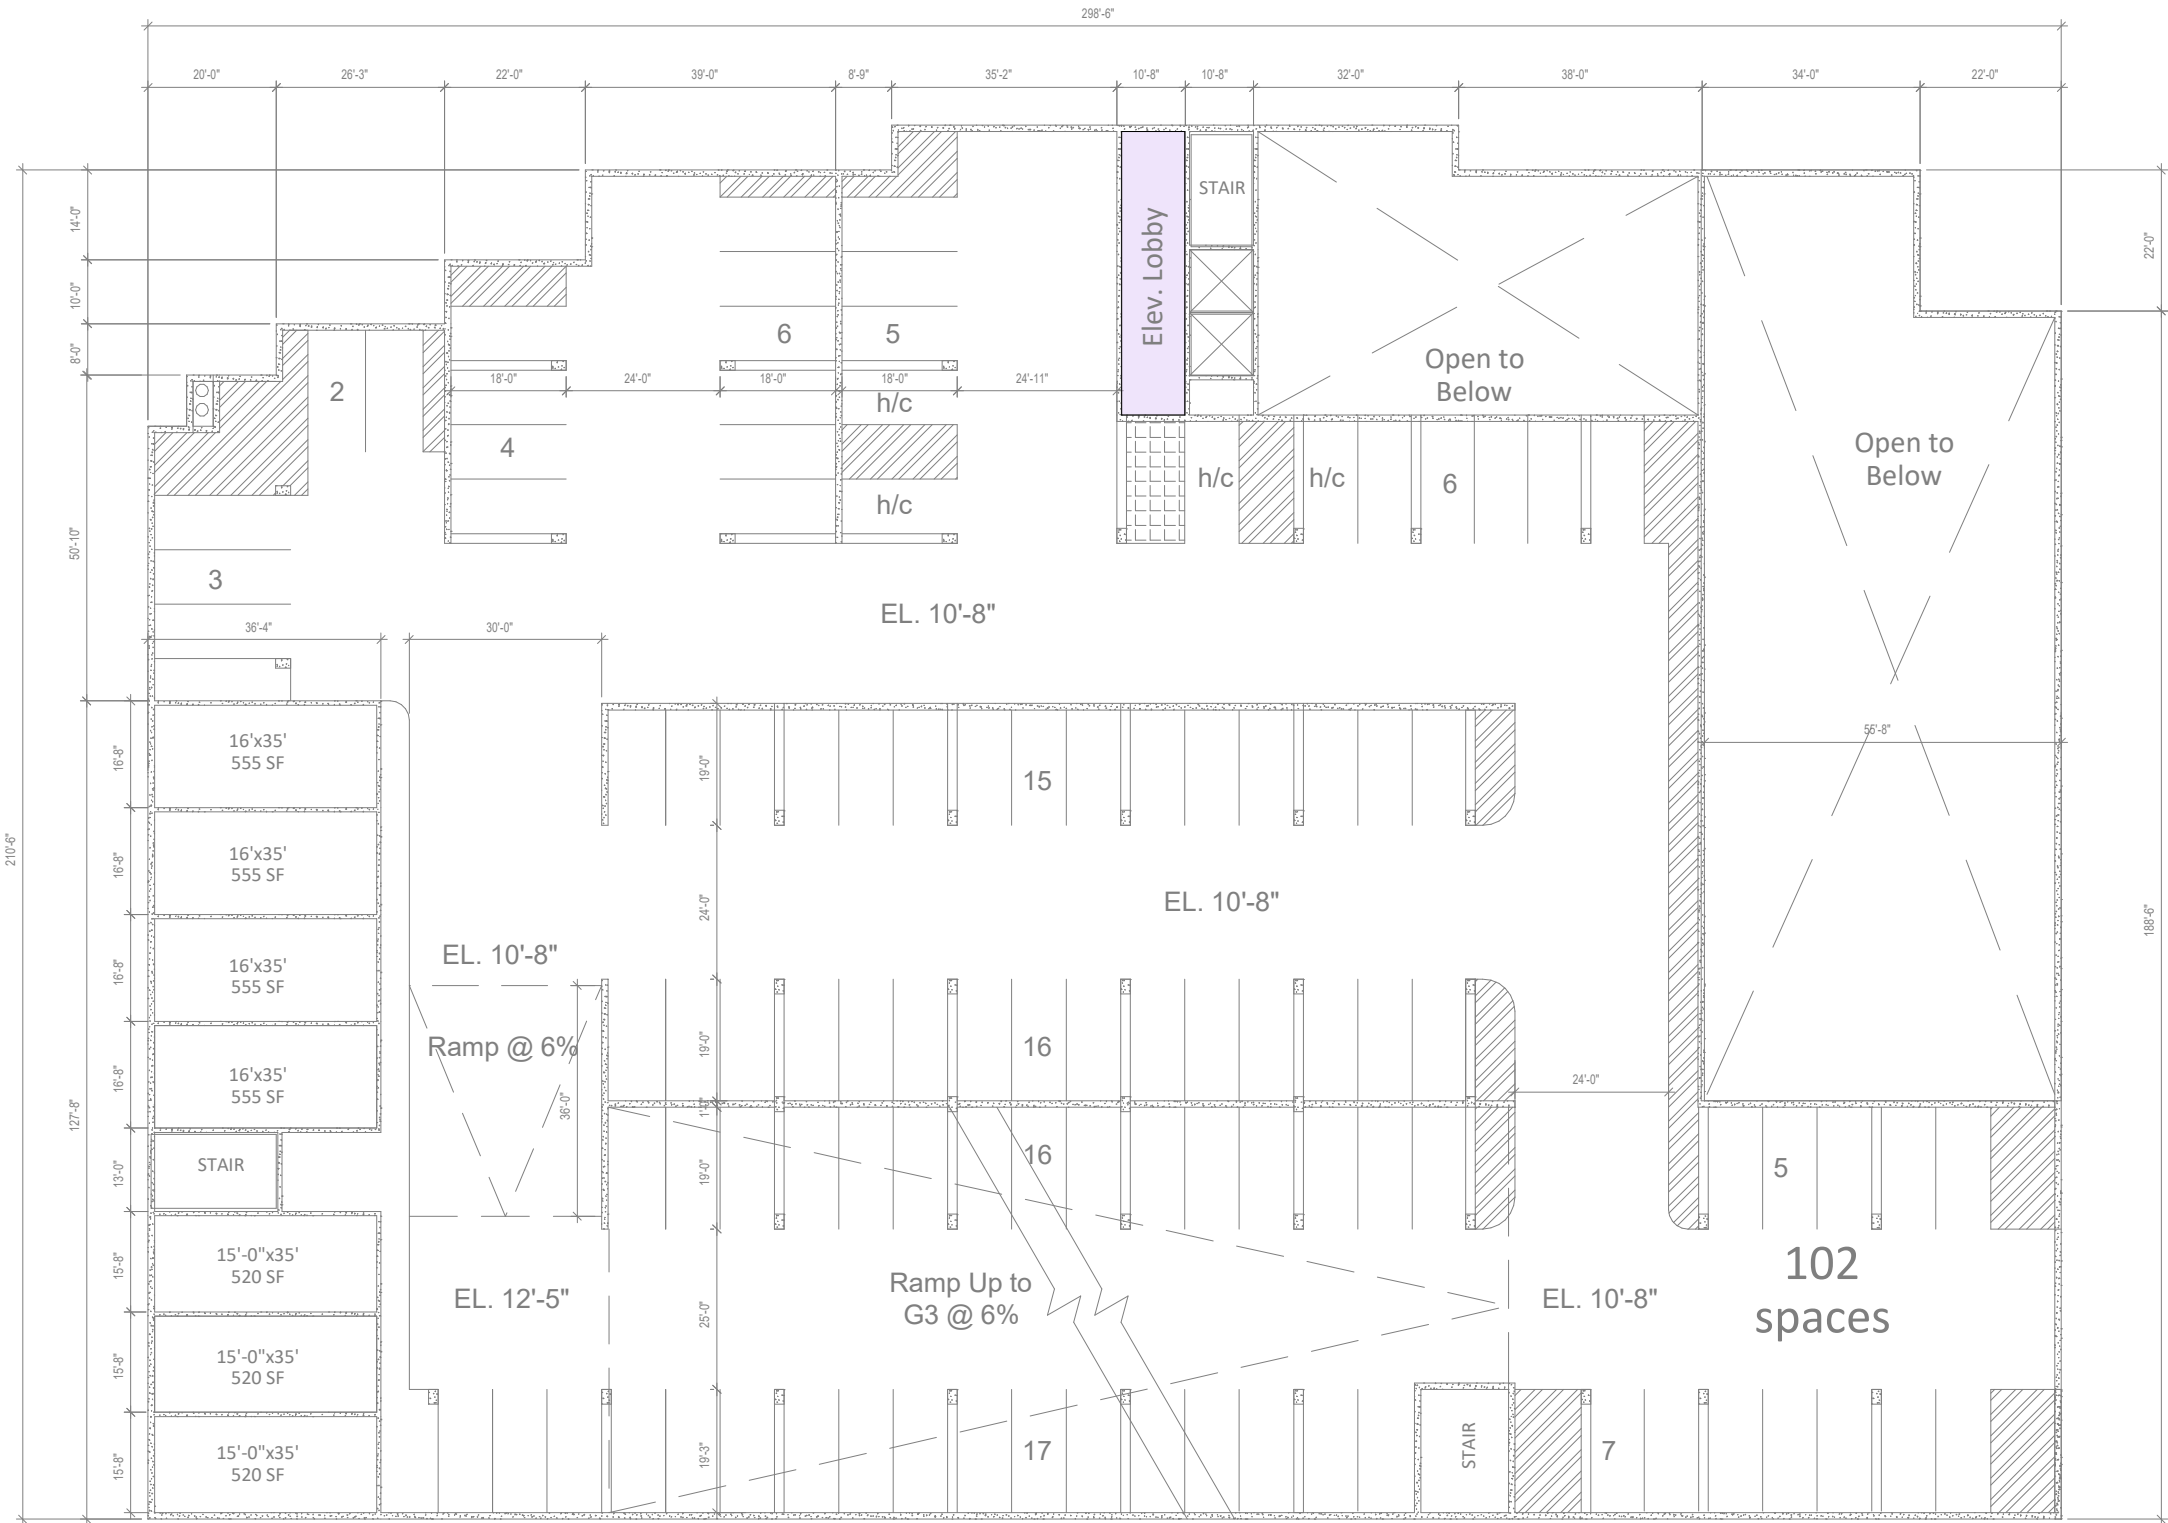 298'-6"
20'-0"
26'-3"
22'-0"
39'-0"
8'-9"
35'-2"
10'-8"
10'-8"
32'-0"
38'-0"
34'-0"
22'-0"
14'-0"
10'-0"
8'-0"
50'-10"
127'-8"
210'-6"
22'-0"
188'-6"
STAIR
Elev. Lobby
Open to
Below
Open to
Below
2
6
5
18'-0"
24'-0"
18'-0"
18'-0"
24'-11"
h/c
4
h/c
h/c
h/c
6
3
EL. 10'-8"
36'-4"
30'-0"
16'-8"
16'x35'
555 SF
16'-8"
16'x35'
555 SF
16'-8"
16'x35'
555 SF
16'-8"
16'x35'
555 SF
13'-0"
STAIR
15'-8"
15'-0"x35'
520 SF
15'-8"
15'-0"x35'
520 SF
15'-8"
15'-0"x35'
520 SF
19'-0"
15
55'-8"
24'-0"
EL. 10'-8"
EL. 10'-8"
Ramp @ 6%
36'-0"
19'-0"
16
24'-0"
19'-0"
16
5
102
spaces
EL. 12'-5"
25'-0"
Ramp Up to
G3 @ 6%
EL. 10'-8"
19'-3"
17
STAIR
7